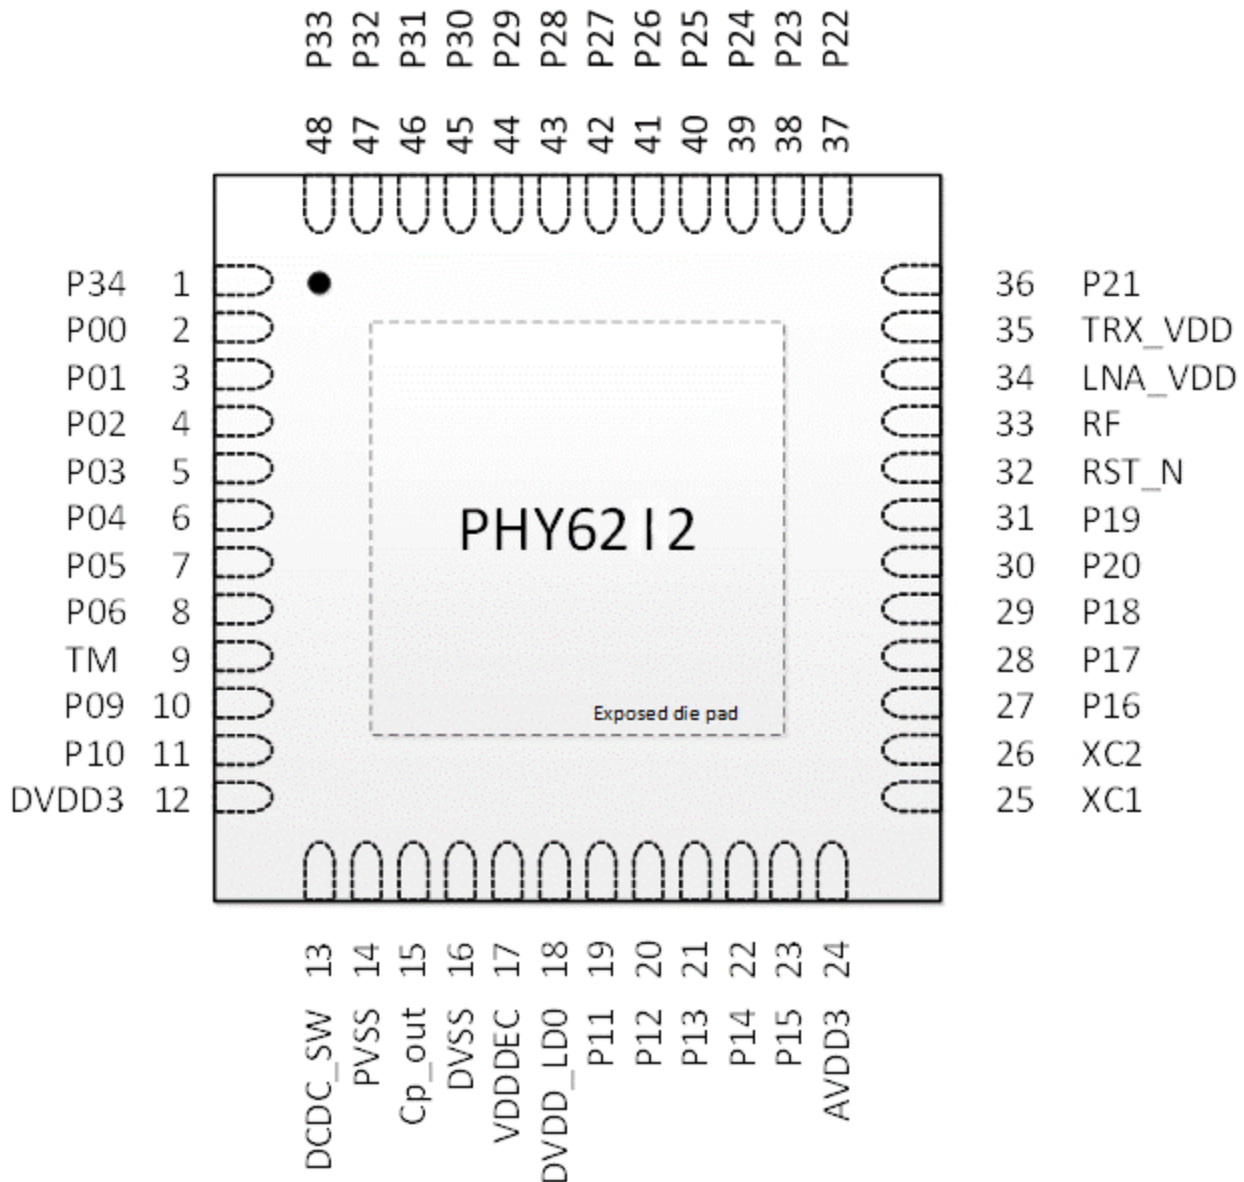 P33 P32 P31 P30 P29 P28 P27 P26 P25 P24 P23 P22
48 47 46 45 44 43 42 41 40 39 38 37
P34 1 36 P21
P00 2 35 TRX_VDD
P01 3 34 LNA_VDD
P02 4 33 RF
P03 5 32 RST_N
P04 6 31 P19
PHY6212
P05 7 30 P20
P06 8 29 P18
TM 9 28 P17
P09 10 27 P16
Exposed die pad
P10 11 26 XC2
DVDD3 12 25 XC1
13 14 15 16 17 18 19 20 21 22 23 24
DCDC_SW PVSS Cp_out DVSS VDDDEC DVDD_LD0 P11 P12 P13 P14 P15 AVDD3